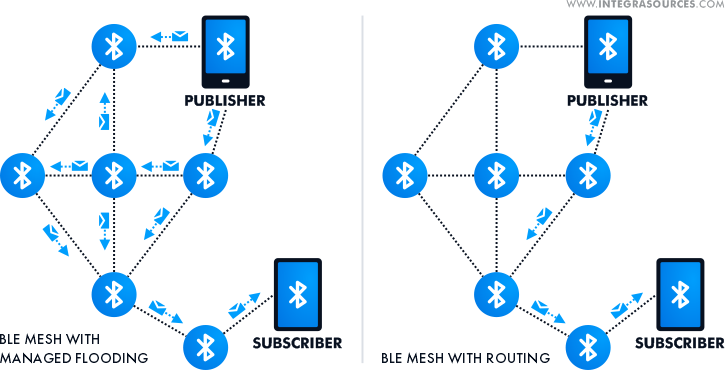 WWW.INTEGRASOURCES.COM
PUBLISHER
SUBSCRIBER
BLE MESH WITH
MANAGED FLOODING
PUBLISHER
SUBSCRIBER
BLE MESH WITH ROUTING